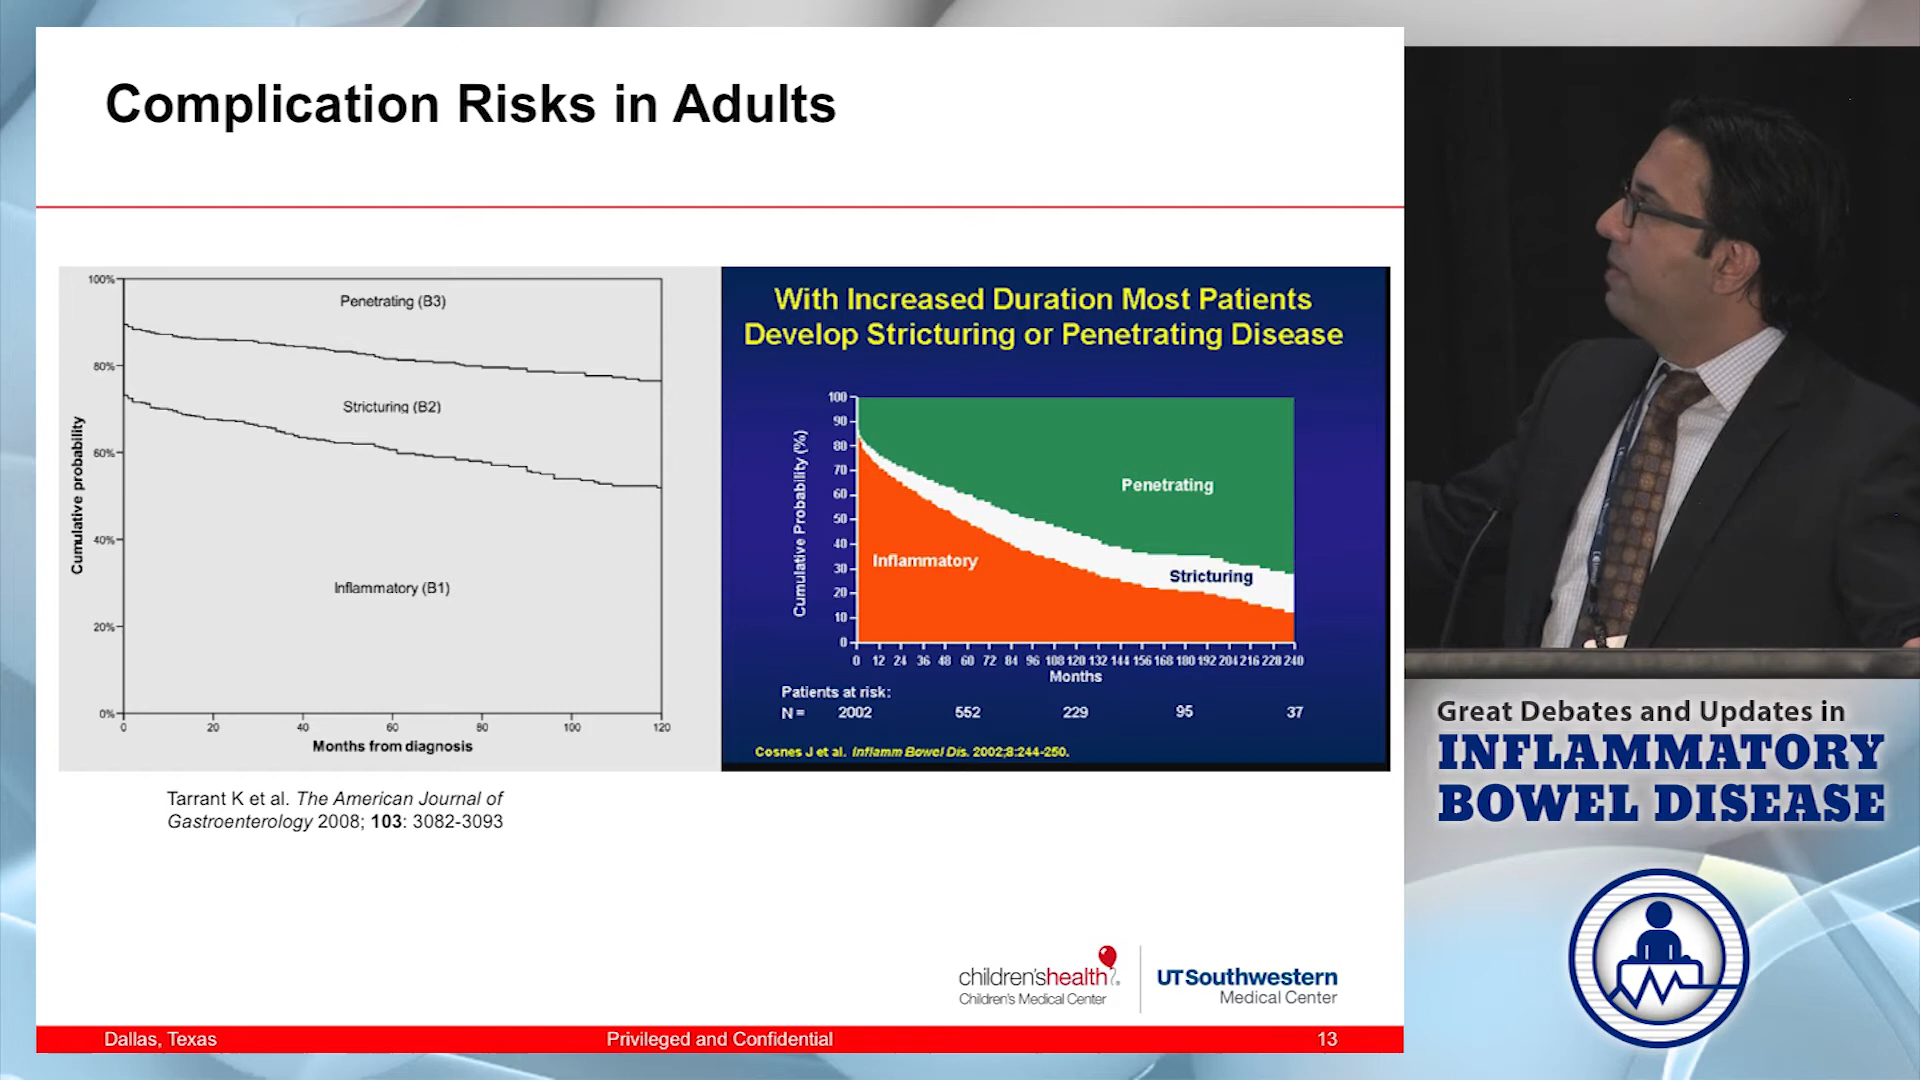 Complication Risks in Adults
100%
80%
60%
40%
20%
0%
Cumulative probability
Penetrating (B3)
Stricturing (B2)
Inflammatory (B1)
0 20 40 60 80 100 120
Months from diagnosis
Tarrant K et al. The American Journal of
Gastroenterology 2008; 103: 3082-3093
With Increased Duration Most Patients
Develop Stricturing or Penetrating Disease
Cumulative Probability (%)
100
90
80
70
60
50
40
30
20
10
0
Penetrating
Inflammatory
Stricturing
0 12 24 36 48 60 72 84 96 108 120 132 144 156 168 180 192 204 216 228 240
Months
Patients at risk:
N = 2002 552 229 95 37
Cosnes J et al. Inflamm Bowel Dis. 2002;8:244-250.
children'shealth
Children's Medical Center
UTSouthwestern
Medical Center
Dallas, Texas Privileged and Confidential 13
Great Debates and Updates in
INFLAMMATORY
BOWEL DISEASE